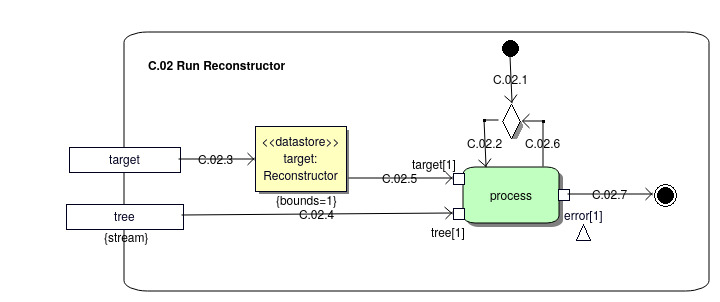 C.02 Run Reconstructor
C.02.1
C.02.2
C.02.6
target
C.02.3
<<datastore>>
target:
Reconstructor
{bounds=1}
target[1]
C.02.5
process
C.02.7
tree
{stream}
C.02.4
tree[1]
error[1]